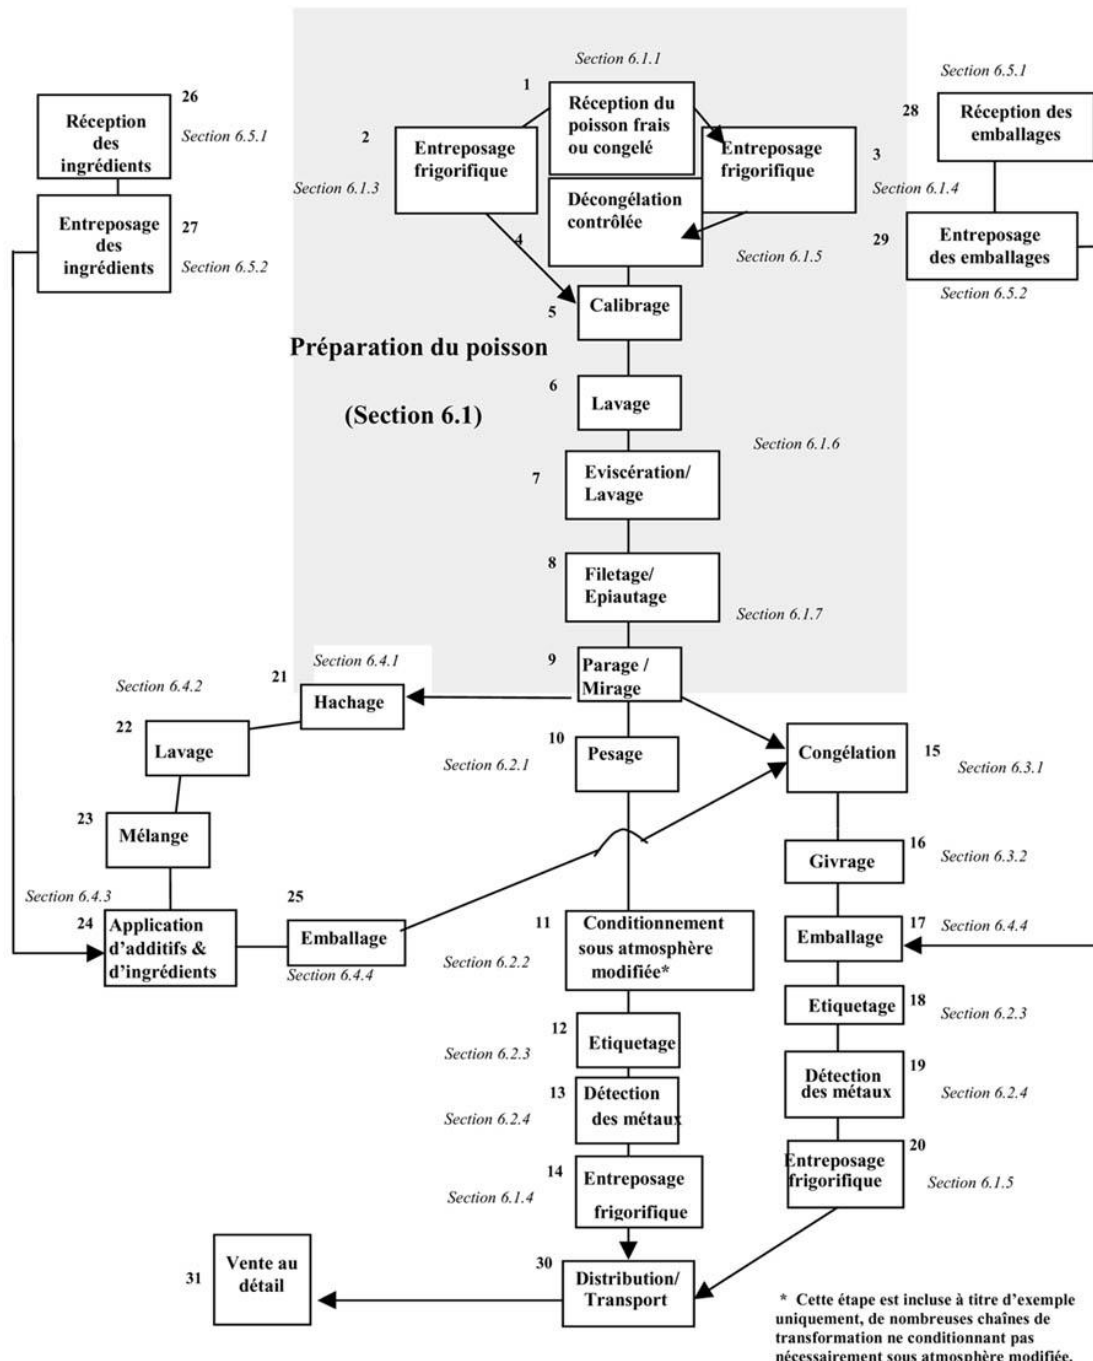 Section 6.1.1
1
Réception du
poisson frais
ou congelé
2
Entreposage
frigorifique
Section 6.1.3
Entreposage
frigorifique
3
Section 6.1.4
Décongélation
contrôlée
4
Section 6.1.5
26
Réception
des
ingrédients
Section 6.5.1
Entreposage
des
ingrédients
27
Section 6.5.2
Section 6.5.1
28
Réception des
emballages
29
Entreposage
des emballages
Section 6.5.2
5
Calibrage
Préparation du poisson
(Section 6.1)
6
Lavage
Section 6.1.6
7
Eviscération/
Lavage
8
Filetage/
Epiautage
Section 6.1.7
9
Parage /
Mirage
Section 6.4.1
21
Hachage
Section 6.4.2
22
Lavage
23
Mélange
Section 6.4.3
24
Application
d'additifs &
d'ingrédients
25
Emballage
Section 6.4.4
10
Pesage
Section 6.2.1
11
Conditionnement
sous atmosphère
modifiée*
Section 6.2.2
12
Etiquetage
Section 6.2.3
13
Détection
des métaux
Section 6.2.4
14
Entreposage
frigorifique
Section 6.1.4
Congélation
15
Section 6.3.1
16
Givrage
Section 6.3.2
17
Emballage
Section 6.4.4
Etiquetage
18
Section 6.2.3
19
Détection
des métaux
Section 6.2.4
20
Entreposage
frigorifique
Section 6.1.5
30
Distribution/
Transport
31
Vente au
détail
* Cette étape est incluse à titre d'exemple
uniquement, de nombreuses chaînes de
transformation ne conditionnant pas
nécessairement sous atmosphère modifiée.